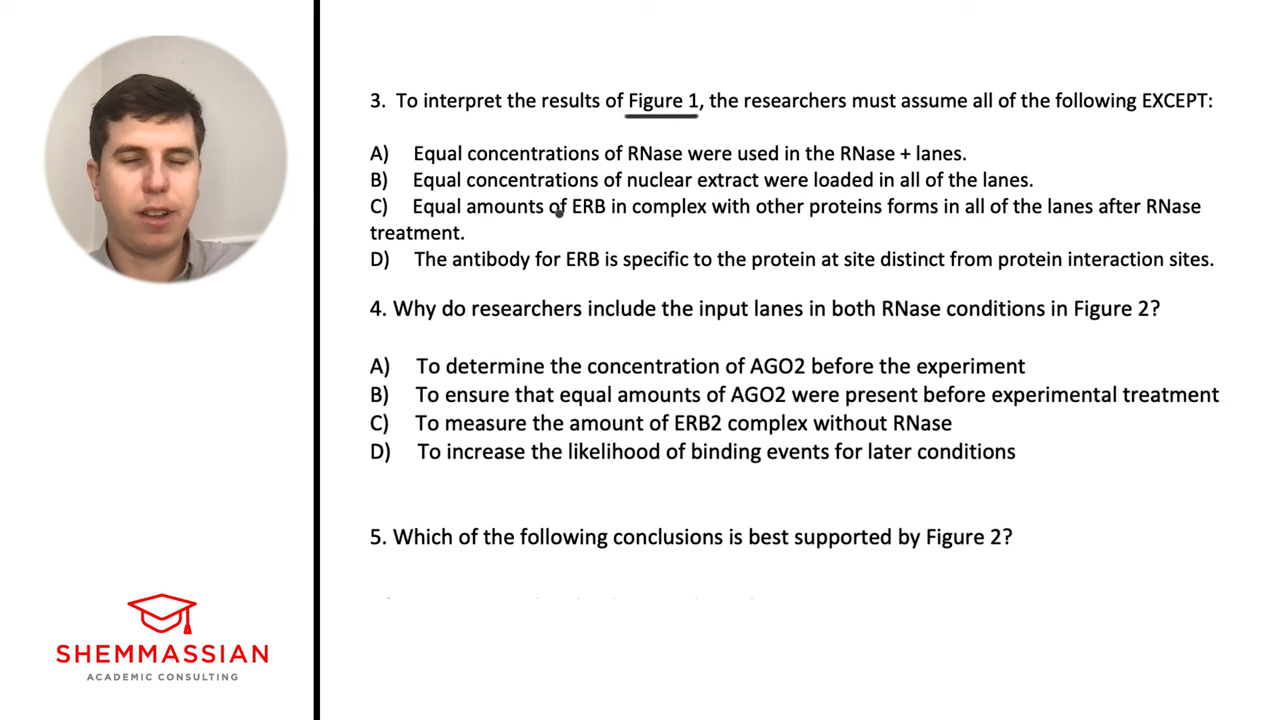 3. To interpret the results of Figure 1, the researchers must assume all of the following EXCEPT:
A) Equal concentrations of RNase were used in the RNase + lanes.
B) Equal concentrations of nuclear extract were loaded in all of the lanes.
C) Equal amounts of ERB in complex with other proteins forms in all of the lanes after RNase
treatment.
D) The antibody for ERB is specific to the protein at site distinct from protein interaction sites.
4. Why do researchers include the input lanes in both RNase conditions in Figure 2?
A) To determine the concentration of AGO2 before the experiment
B) To ensure that equal amounts of AGO2 were present before experimental treatment
C) To measure the amount of ERB2 complex without RNase
D) To increase the likelihood of binding events for later conditions
5. Which of the following conclusions is best supported by Figure 2?
SHEMMASSIAN
ACADEMIC CONSULTING